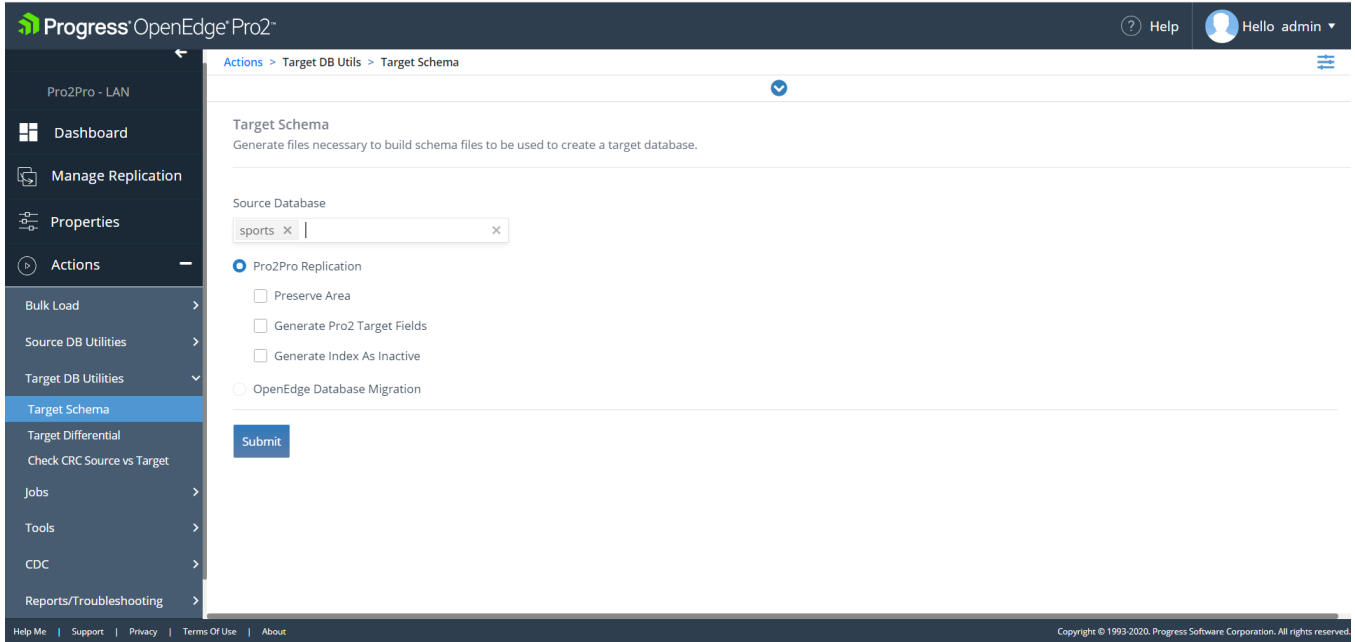 Progress® OpenEdge® Pro2™
Help
Hello admin
Pro2Pro - LAN
Dashboard
Manage Replication
Properties
Actions
Bulk Load
Source DB Utilities
Target DB Utilities
Target Schema
Target Differential
Check CRC Source vs Target
Jobs
Tools
CDC
Reports/Troubleshooting
Actions > Target DB Utils > Target Schema
Target Schema
Generate files necessary to build schema files to be used to create a target database.
Source Database
sports
Pro2Pro Replication
Preserve Area
Generate Pro2 Target Fields
Generate Index As Inactive
OpenEdge Database Migration
Submit
Help Me | Support | Privacy | Terms Of Use | About
Copyright © 1993-2020. Progress Software Corporation. All rights reserved.